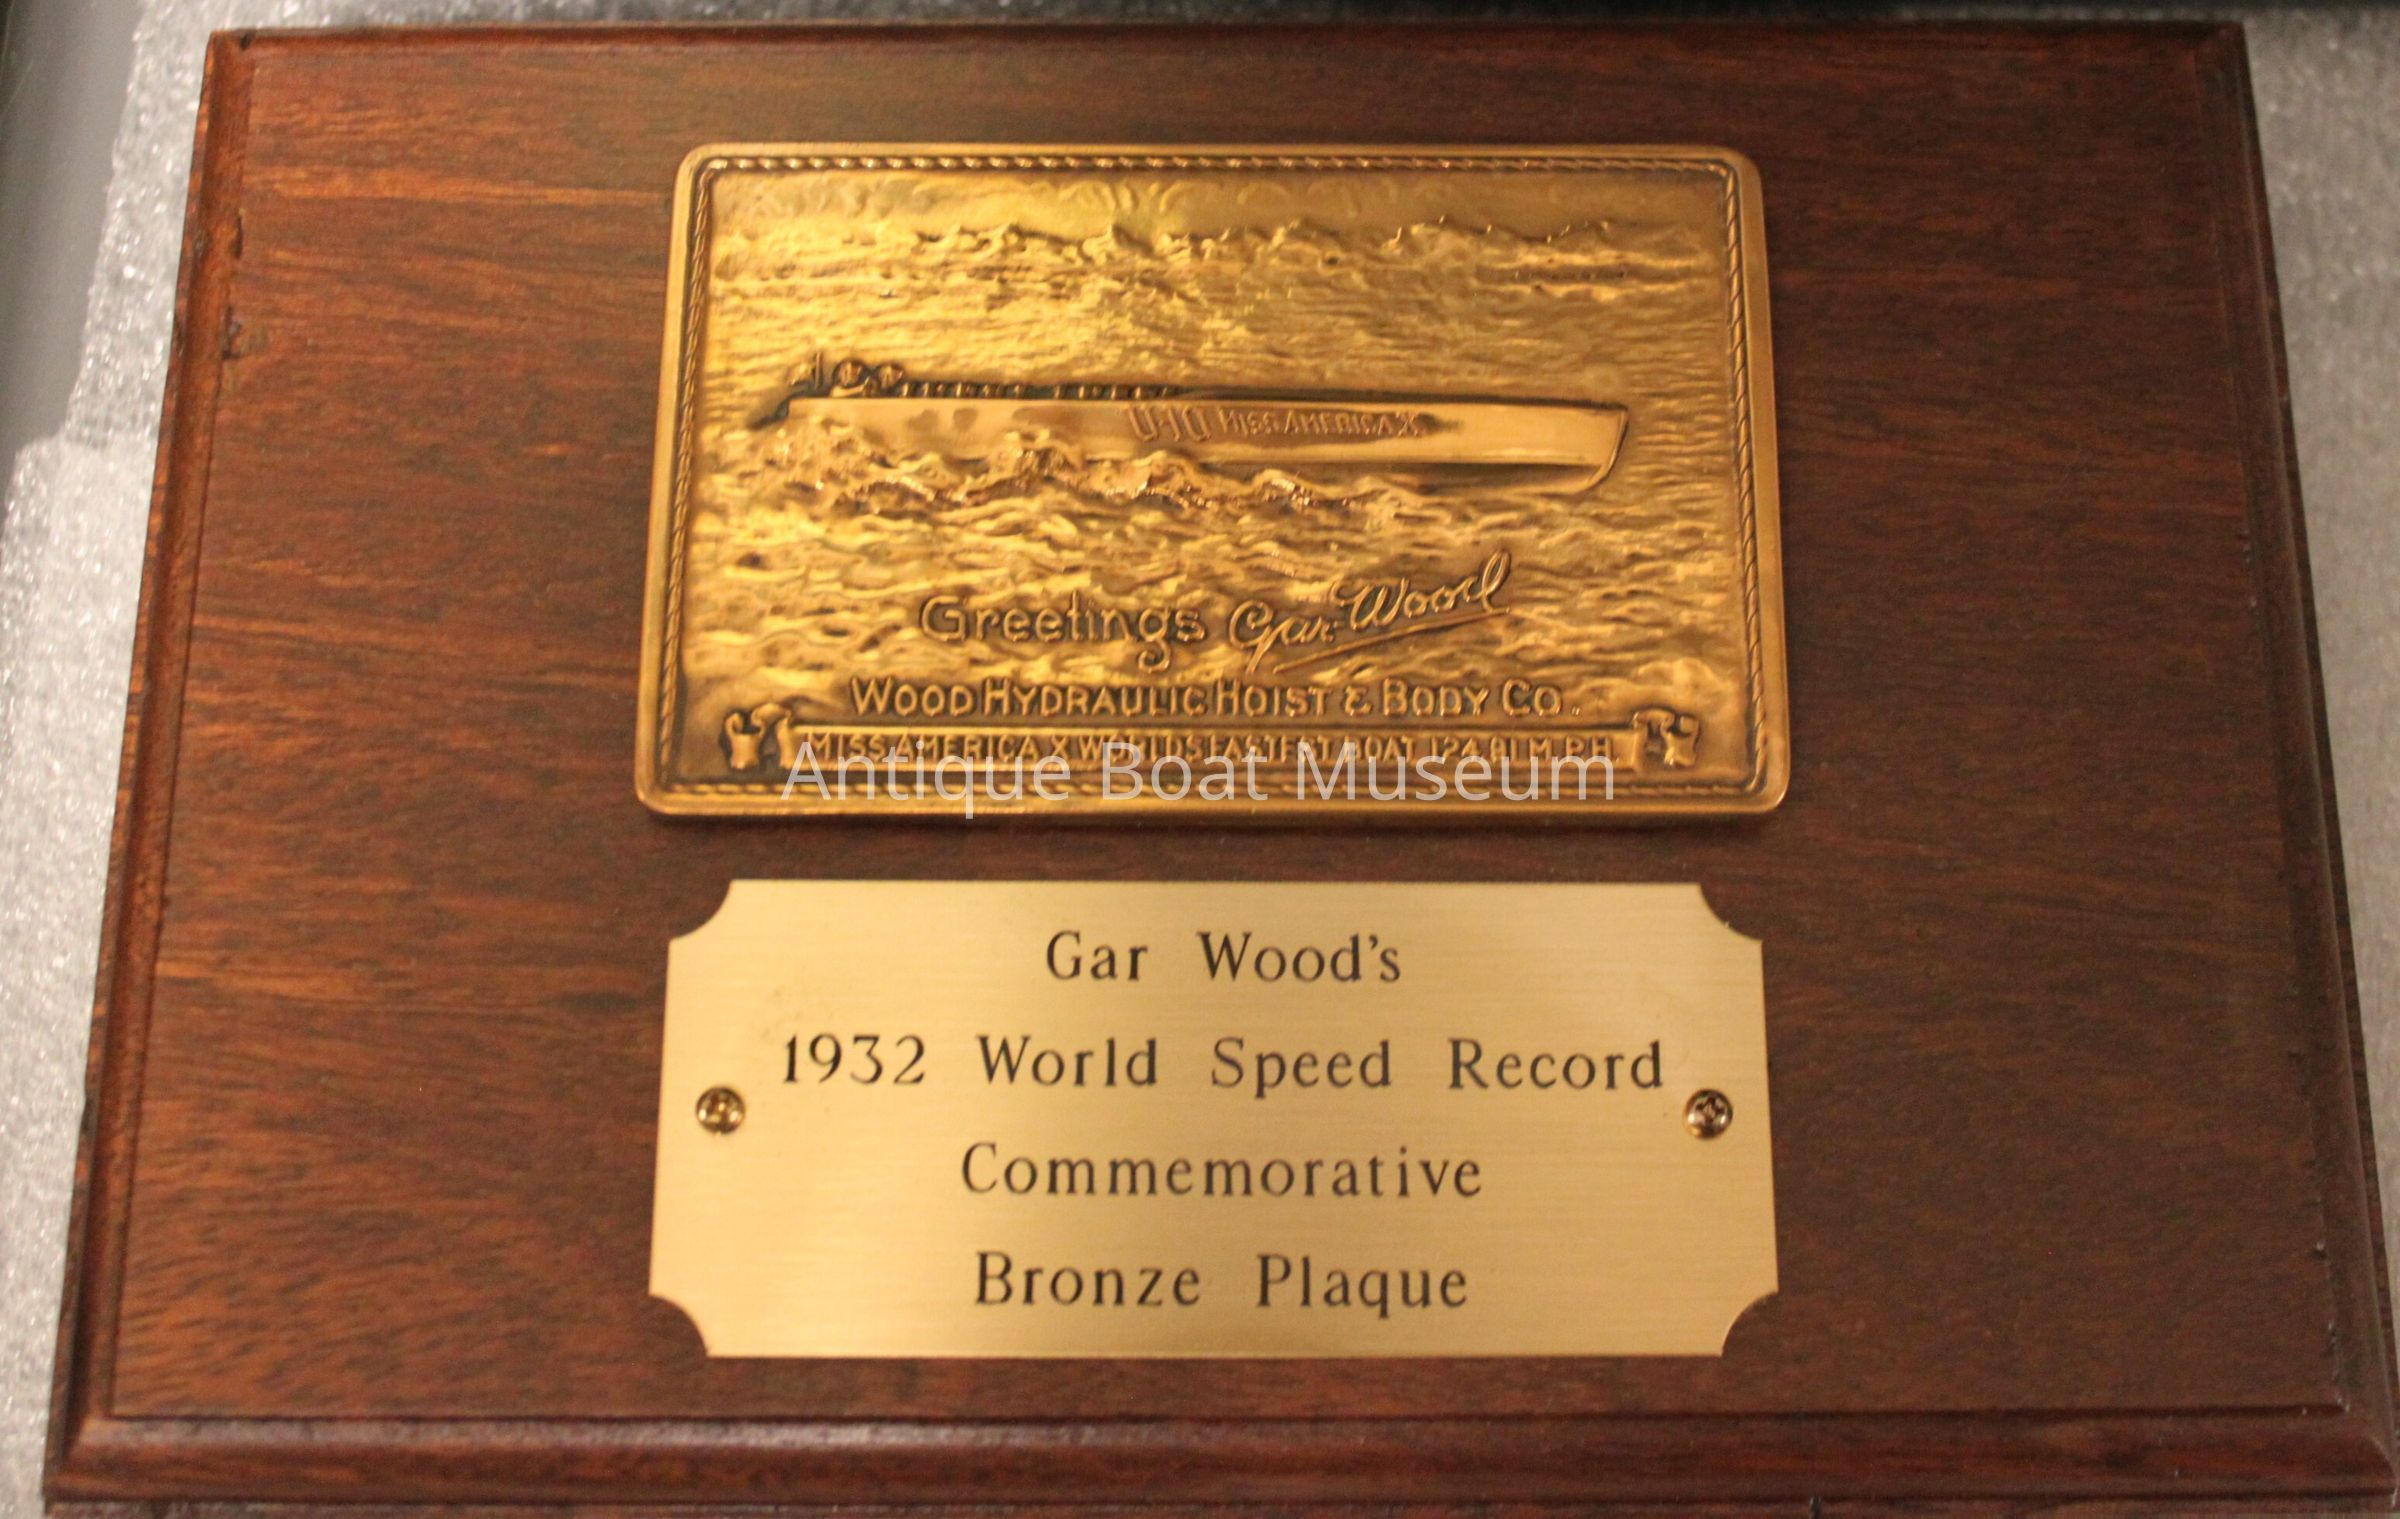 U-10 MISS AMERICA X
Greetings Gar Wood
WOOD HYDRAULIC HOIST & BODY CO.
MISS AMERICA X WORLDS FASTEST BOAT 124.91 M.P.H.
Antique Boat Museum
Gar Wood's
1932 World Speed Record
Commemorative
Bronze Plaque